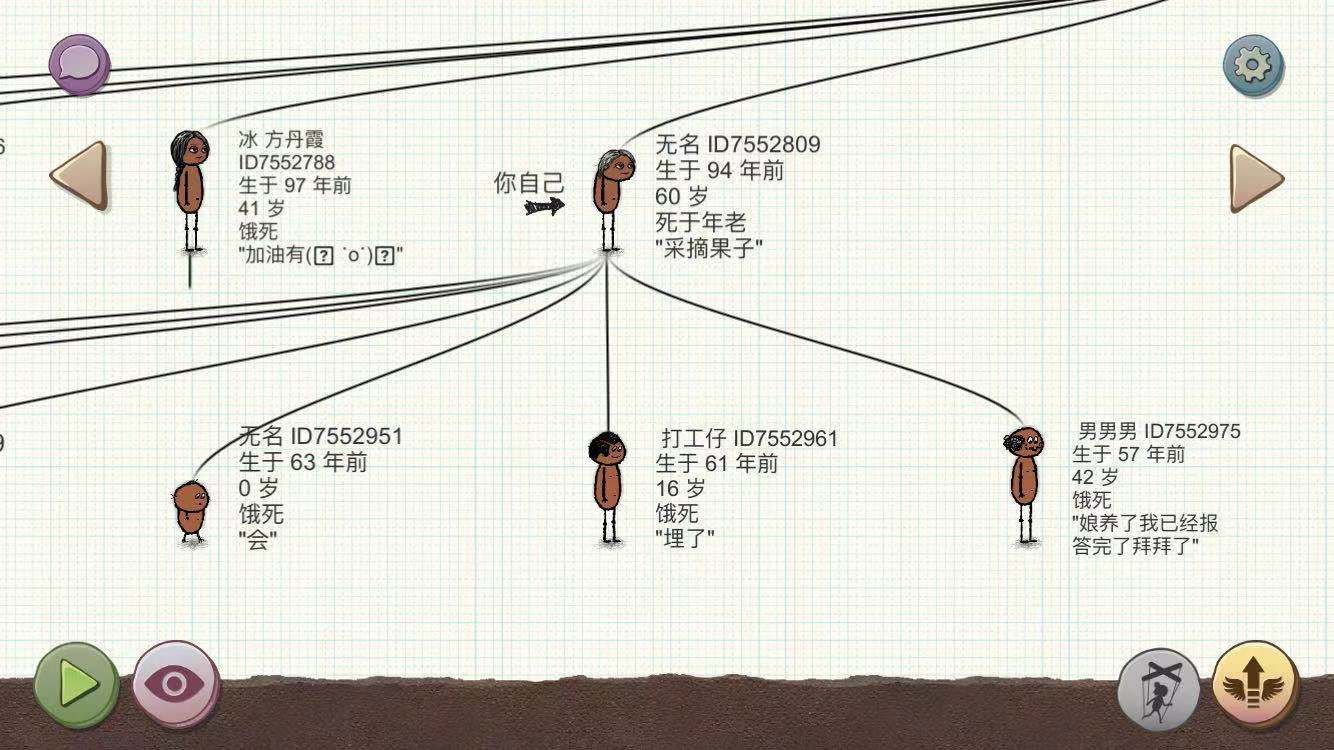 冰 方丹霞
ID7552788
生于 97 年前
41 岁
饿死
"加油有(? ˙o˙)?"
你自己
无名 ID7552809
生于 94 年前
60 岁
死于年老
"采摘果子"
无名 ID7552951
生于 63 年前
0 岁
饿死
"会"
打工仔 ID7552961
生于 61 年前
16 岁
饿死
"埋了"
男男男 ID7552975
生于 57 年前
42 岁
饿死
"娘养了我已经报
答完了拜拜了"